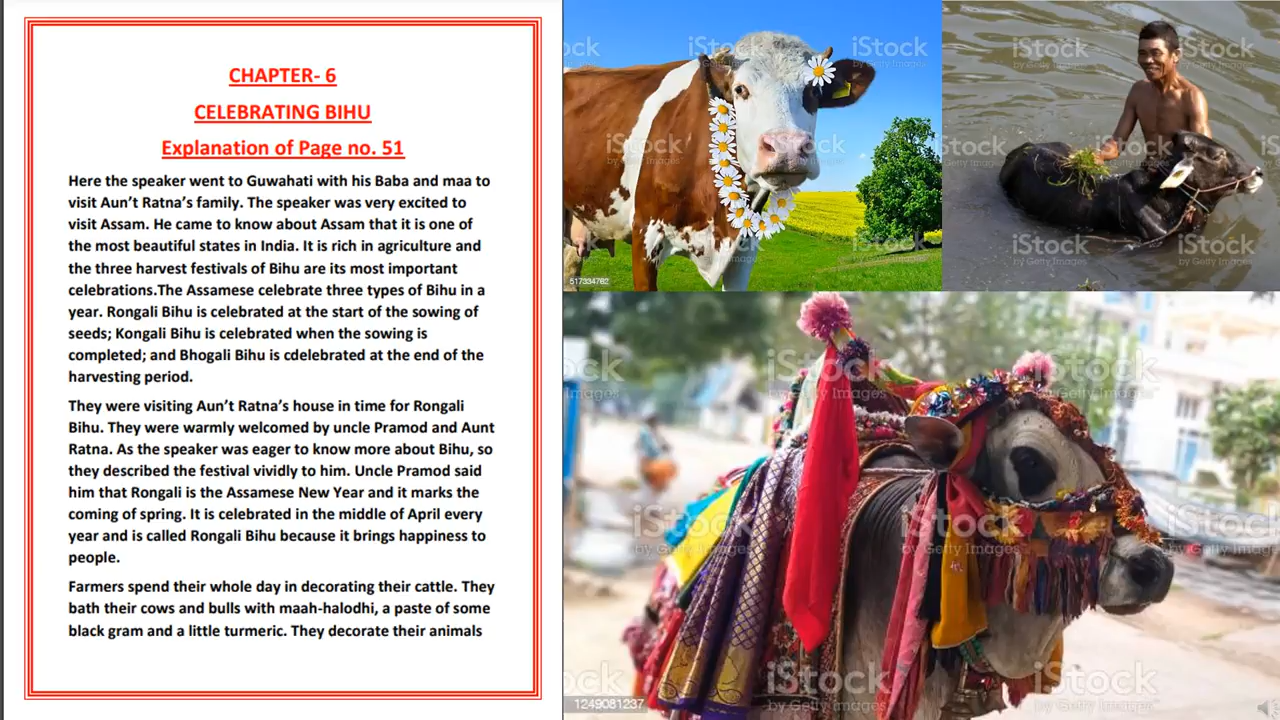 CHAPTER- 6
CELEBRATING BIHU
Explanation of Page no. 51
Here the speaker went to Guwahati with his Baba and maa to
visit Aun’t Ratna’s family. The speaker was very excited to
visit Assam. He came to know about Assam that it is one of
the most beautiful states in India. It is rich in agriculture and
the three harvest festivals of Bihu are its most important
celebrations.The Assamese celebrate three types of Bihu in a
year. Rongali Bihu is celebrated at the start of the sowing of
seeds; Kongali Bihu is celebrated when the sowing is
completed; and Bhogali Bihu is cdelebrated at the end of the
harvesting period.
They were visiting Aun’t Ratna’s house in time for Rongali
Bihu. They were warmly welcomed by uncle Pramod and Aunt
Ratna. As the speaker was eager to know more about Bihu, so
they described the festival vividly to him. Uncle Pramod said
him that Rongali is the Assamese New Year and it marks the
coming of spring. It is celebrated in the middle of April every
year and is called Rongali Bihu because it brings happiness to
people.
Farmers spend their whole day in decorating their cattle. They
bath their cows and bulls with maah-halodhi, a paste of some
black gram and a little turmeric. They decorate their animals
iStock
by Getty Images
517334782
iStock
by Getty Images
iStock
by Getty Images
1249081237